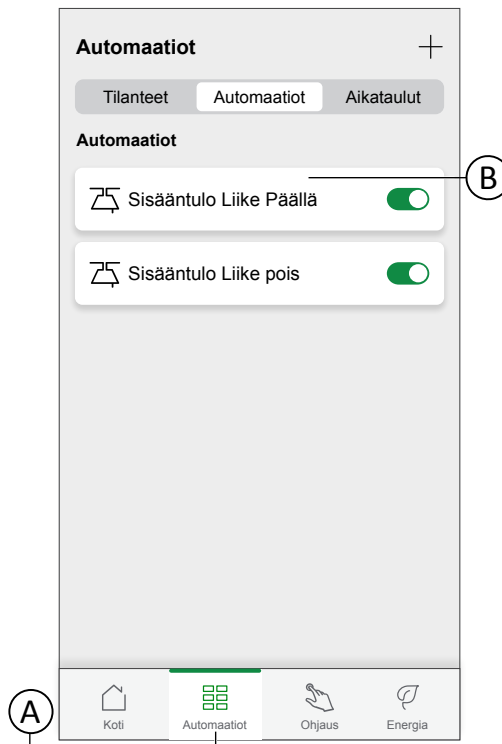 Automaatiot
Tilanteet Automaatiot Aikataulut
Automaatiot
B
Sisääntulo Liike Päällä
Sisääntulo Liike pois
A
Koti Automaatiot Ohjaus Energia